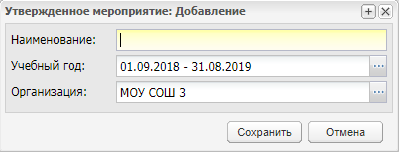 Утвержденное мероприятие: Добавление
Наименование:
Учебный год: 01.09.2018 - 31.08.2019
Организация: МОУ СОШ 3
Сохранить Отмена